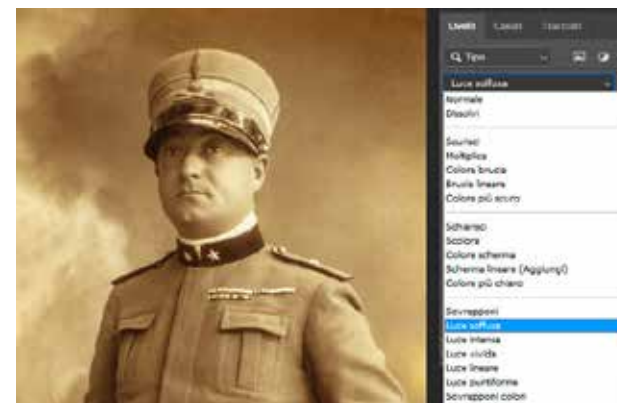 Livelli Canali Tracciati
Tipo
Luce soffusa
Normale
Dissolvi
Scurisci
Moltiplica
Colore brucia
Brucia lineare
Colore più scuro
Schiarisci
Scolora
Colore scherma
Scherma lineare (Aggiungi)
Colore più chiaro
Sovrapponi
Luce soffusa
Luce intensa
Luce vivida
Luce lineare
Luce puntiforme
Sovrapponi colori